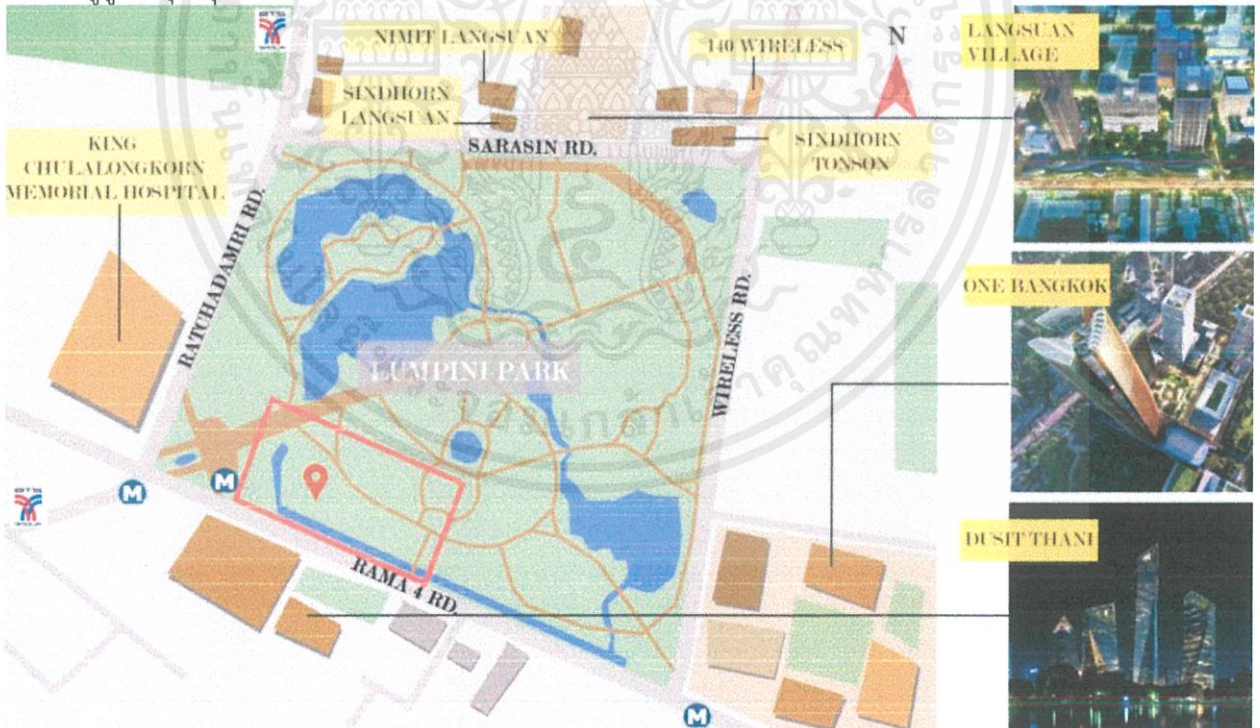 NIMIT LANGSUAN
140 WIRELESS
N
LANGSUAN
VILLAGE
SINDHORN
LANGSUAN
KING
CHULALONGKORN
MEMORIAL HOSPITAL
SARASIN RD.
SINDHORN
TONSON
RATCHADAMRI RD.
WIRELESS RD.
ONE BANGKOK
LUMPINI PARK
M
M
RAMA 4 RD.
DUSIT THANI
M